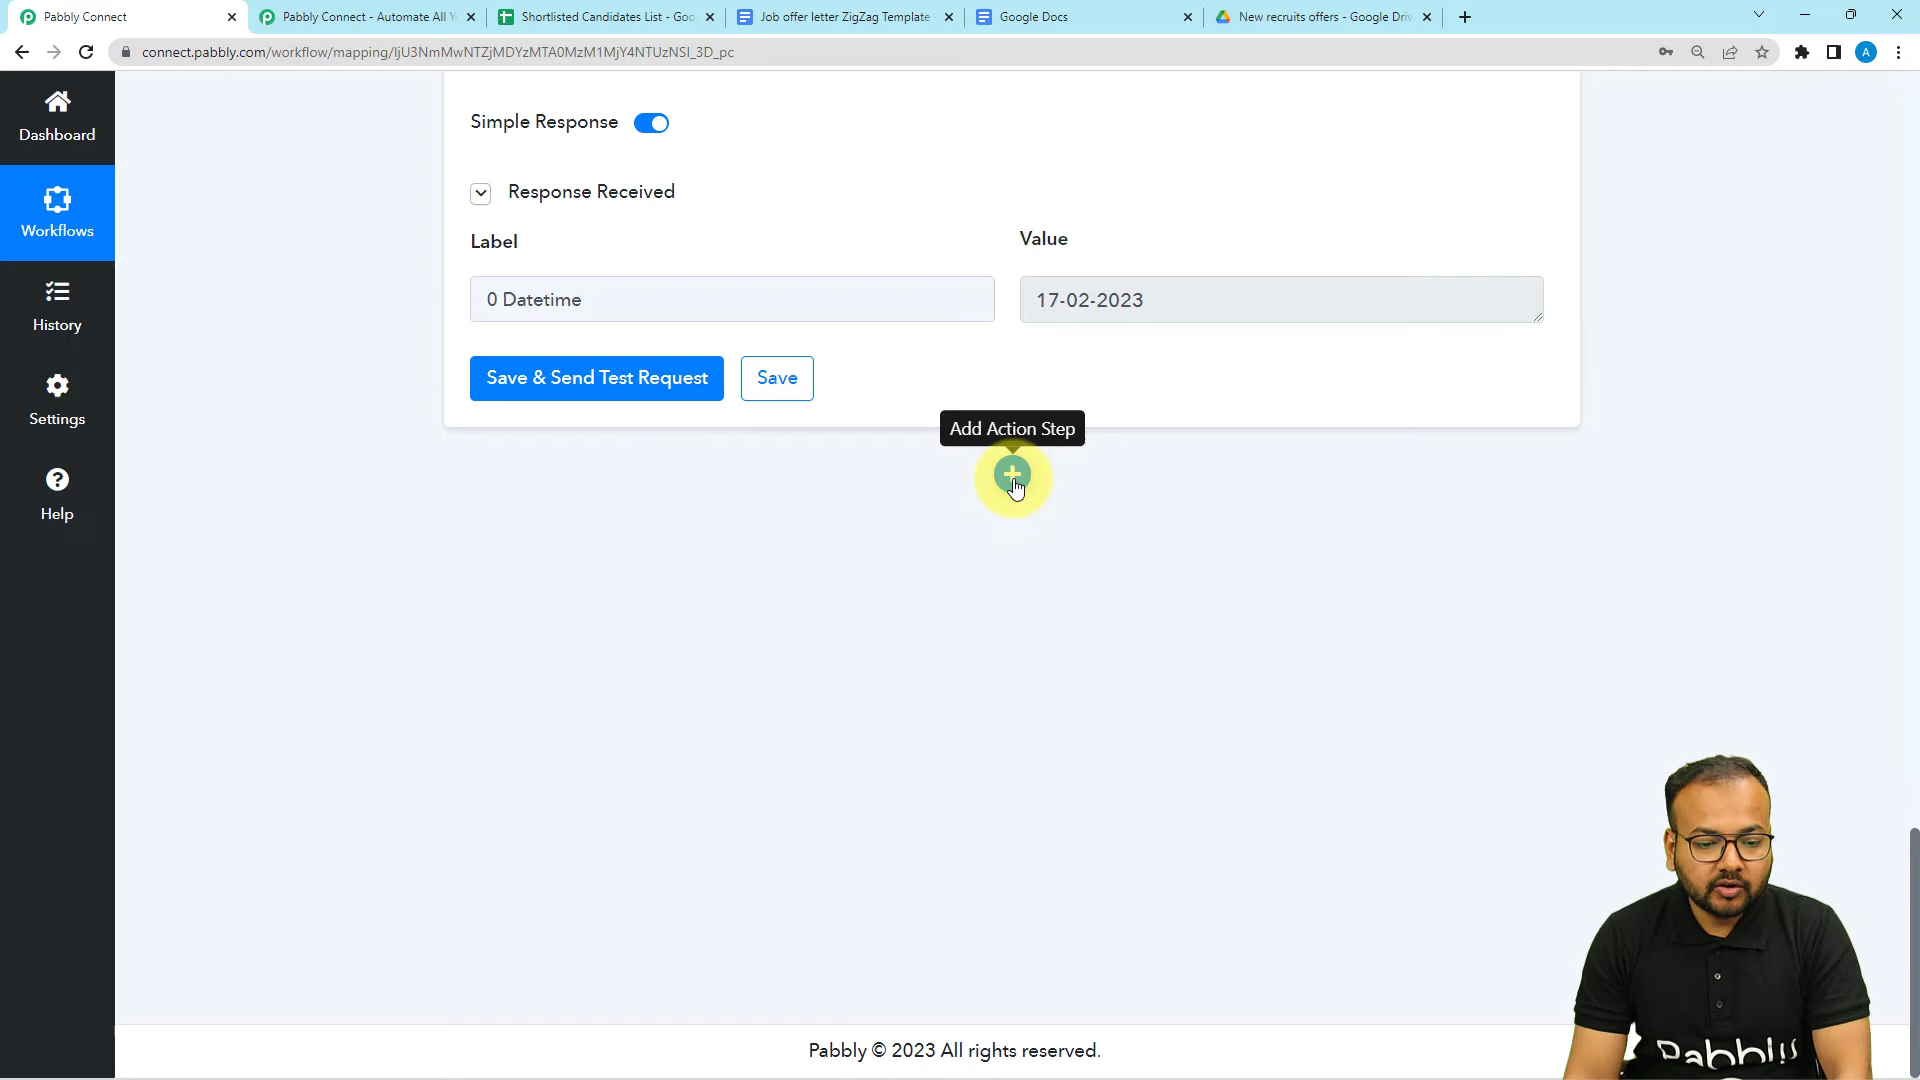 Pabbly Connect
Pabbly Connect - Automate All Y
Shortlisted Candidates List - Goo
Job offer letter ZigZag Template -
Google Docs
New recruits offers - Google Driv
connect.pabbly.com/workflow/mapping/IjU3NmMwNTZjMDYzMTA0MzM1MjY4NTUzNSI_3D_pc
A
Dashboard
Simple Response
Workflows
Response Received
Label
Value
History
0 Datetime
17-02-2023
Save & Send Test Request
Save
Settings
Add Action Step
Help
Pabbly
Pabbly © 2023 All rights reserved.